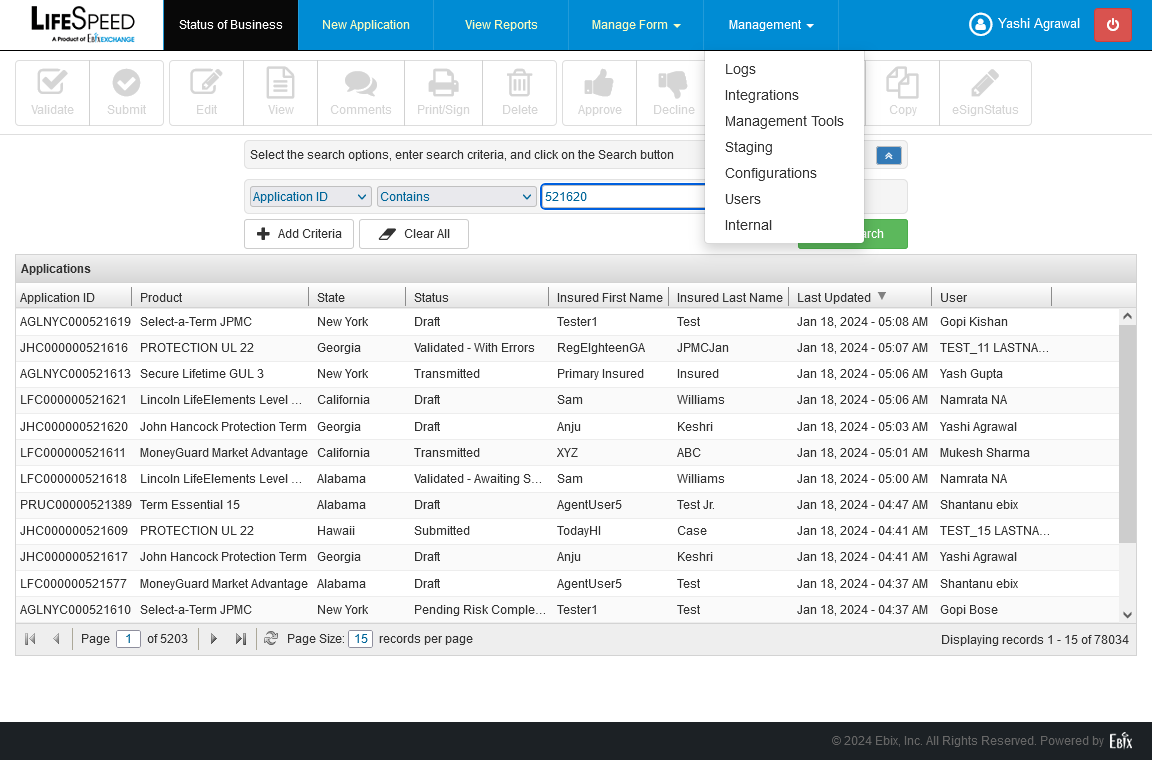 LIFESPEED
A Product of EbixEXCHANGE
Status of Business
New Application
View Reports
Manage Form
Management
Yashi Agrawal
Validate
Submit
Edit
View
Comments
Print/Sign
Delete
Approve
Decline
Copy
eSignStatus
Logs
Integrations
Management Tools
Staging
Configurations
Users
Internal
Select the search options, enter search criteria, and click on the Search button
Application ID Contains 521620
Add Criteria Clear All arch
Applications
Application ID Product State Status Insured First Name Insured Last Name Last Updated User
AGLNYC000521619 Select-a-Term JPMC New York Draft Tester1 Test Jan 18, 2024 - 05:08 AM Gopi Kishan
JHC000000521616 PROTECTION UL 22 Georgia Validated - With Errors RegEIghteenGA JPMCJan Jan 18, 2024 - 05:07 AM TEST_11 LASTNA...
AGLNYC000521613 Secure Lifetime GUL 3 New York Transmitted Primary Insured Insured Jan 18, 2024 - 05:06 AM Yash Gupta
LFC000000521621 Lincoln LifeElements Level ... California Draft Sam Williams Jan 18, 2024 - 05:06 AM Namrata NA
JHC000000521620 John Hancock Protection Term Georgia Draft Anju Keshri Jan 18, 2024 - 05:03 AM Yashi Agrawal
LFC000000521611 MoneyGuard Market Advantage California Transmitted XYZ ABC Jan 18, 2024 - 05:01 AM Mukesh Sharma
LFC000000521618 Lincoln LifeElements Level ... Alabama Validated - Awaiting S... Sam Williams Jan 18, 2024 - 05:00 AM Namrata NA
PRUC00000521389 Term Essential 15 Alabama Draft AgentUser5 Test Jr. Jan 18, 2024 - 04:47 AM Shantanu ebix
JHC000000521609 PROTECTION UL 22 Hawaii Submitted TodayHI Case Jan 18, 2024 - 04:41 AM TEST_15 LASTNA...
JHC000000521617 John Hancock Protection Term Georgia Draft Anju Keshri Jan 18, 2024 - 04:41 AM Yashi Agrawal
LFC000000521577 MoneyGuard Market Advantage Alabama Draft AgentUser5 Test Jan 18, 2024 - 04:37 AM Shantanu ebix
AGLNYC000521610 Select-a-Term JPMC New York Pending Risk Comple... Tester1 Test Jan 18, 2024 - 04:37 AM Gopi Bose
Page 1 of 5203 Page Size: 15 records per page Displaying records 1 - 15 of 78034
© 2024 Ebix, Inc. All Rights Reserved. Powered by Ebix